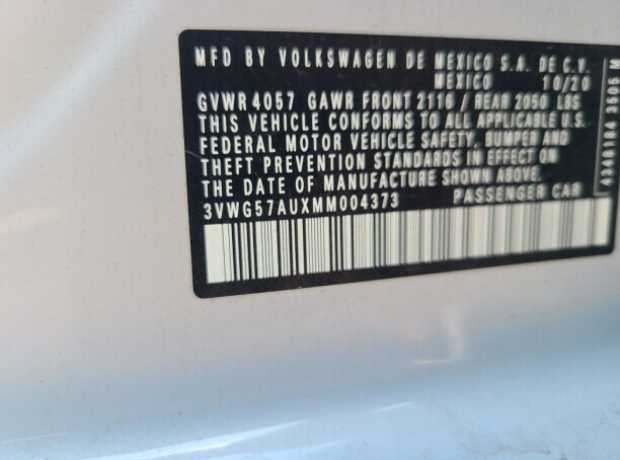 MFD BY VOLKSWAGEN DE MEXICO S.A. DE C.V.
MEXICO 10/20
GVWR 4057 GAWR FRONT 2116 / REAR 2050 LBS
THIS VEHICLE CONFORMS TO ALL APPLICABLE U.S.
FEDERAL MOTOR VEHICLE SAFETY, BUMPER AND
THEFT PREVENTION STANDARDS IN EFFECT ON
THE DATE OF MANUFACTURE SHOWN ABOVE.
3VWG57AUXMM004373 PASSENGER CAR
4346184 3505 M